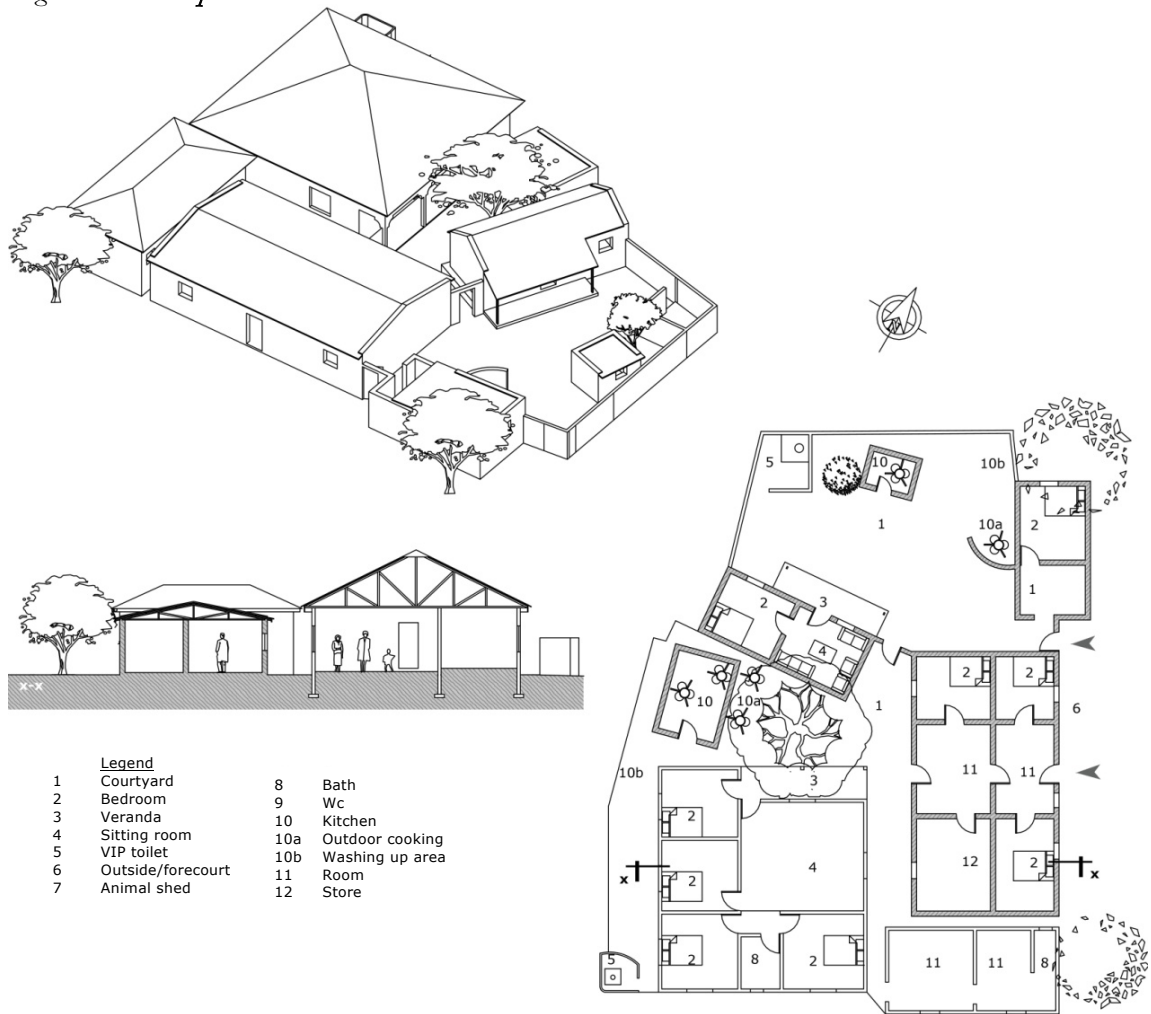 x-x
Legend
1 Courtyard
2 Bedroom
3 Veranda
4 Sitting room
5 VIP toilet
6 Outside/forecourt
7 Animal shed
8 Bath
9 Wc
10 Kitchen
10a Outdoor cooking
10b Washing up area
11 Room
12 Store
5
10
10b
1
10a
2
1
2
3
4
2
2
6
10
10a
1
10b
3
11
11
2
4
12
2
x
x
2
2
8
2
5
11
11
8